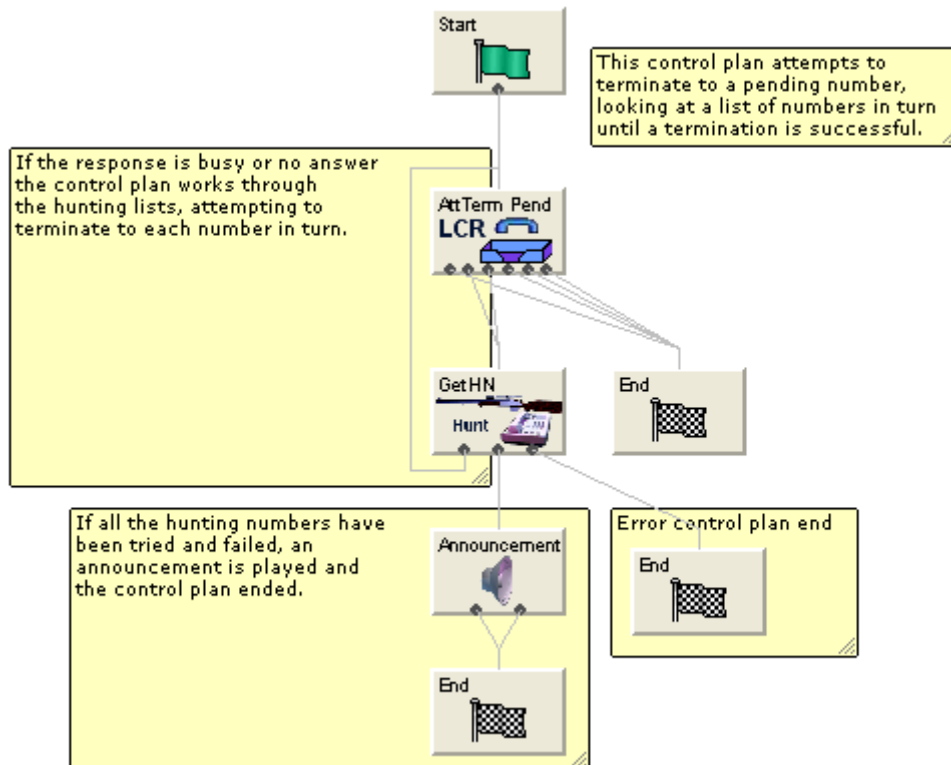 Start
This control plan attempts to
terminate to a pending number,
looking at a list of numbers in turn
until a termination is successful.
If the response is busy or no answer
the control plan works through
the hunting lists, attempting to
terminate to each number in turn.
AttTerm Pend
LCR
GetHN
Hunt
End
If all the hunting numbers have
been tried and failed, an
announcement is played and
the control plan ended.
Announcement
End
Error control plan end
End